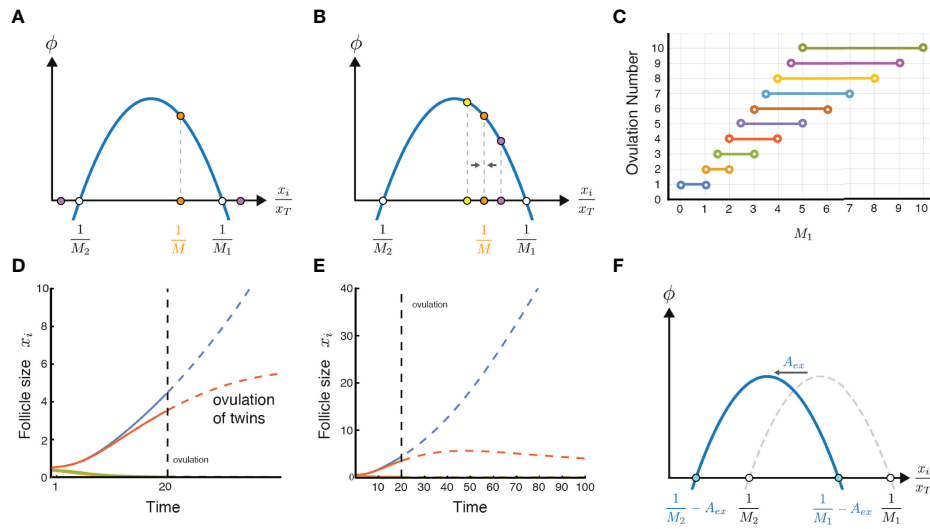 A
ϕ
x_i/x_T
1/M_2
1/M
1/M_1
B
ϕ
x_i/x_T
1/M_2
1/M
1/M_1
C
Ovulation Number
10
9
8
7
6
5
4
3
2
1
0 1 2 3 4 5 6 7 8 9 10
M_1
D
Follicle size x_i
10
8
6
4
2
0
1 20
Time
ovulation
of twins
ovulation
E
Follicle size x_i
40
30
20
10
0
1 10 20 30 40 50 60 70 80 90 100
Time
ovulation
F
ϕ
A_ex
x_i/x_T
1/M_2 − A_ex
1/M_2
1/M_1 − A_ex
1/M_1